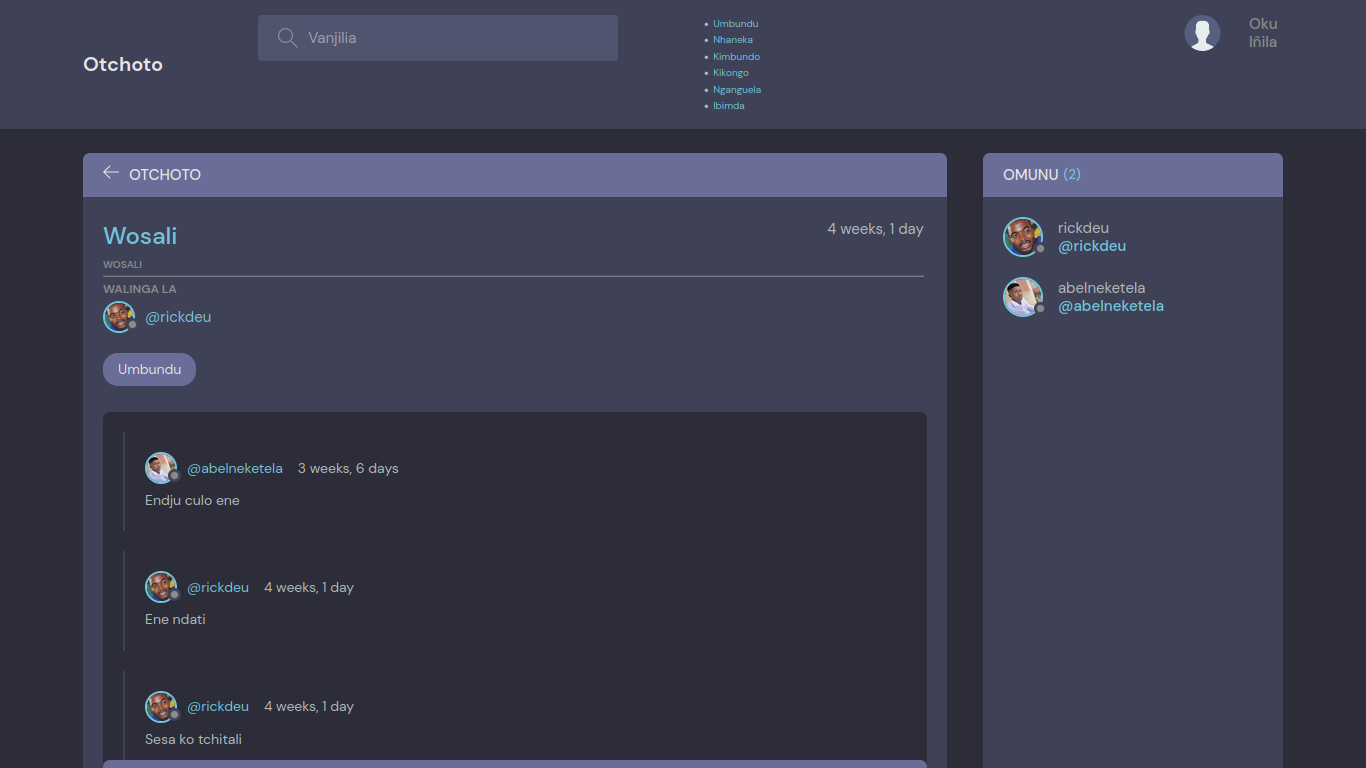 Otchoto
Vanjilia
Umbundu
Nhaneka
Kimbundo
Kikongo
Nganguela
Ibimda
Oku
Iñila
OTCHOTO
Wosali
4 weeks, 1 day
WOSALI
WALINGA LA
@rickdeu
Umbundu
@abelneketela 3 weeks, 6 days
Endju culo ene
@rickdeu 4 weeks, 1 day
Ene ndati
@rickdeu 4 weeks, 1 day
Sesa ko tchitali
OMUNU (2)
rickdeu
@rickdeu
abelneketela
@abelneketela